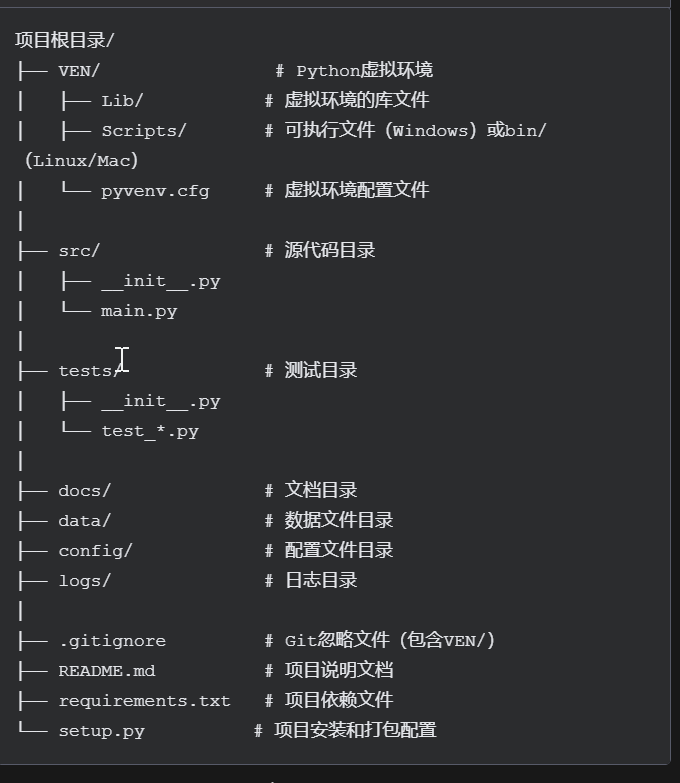 项目根目录/
├── VEN/                # Python虚拟环境
│   ├── Lib/           # 虚拟环境的库文件
│   ├── Scripts/       # 可执行文件（Windows）或bin/
（Linux/Mac）
│   └── pyvenv.cfg     # 虚拟环境配置文件
│
├── src/               # 源代码目录
│   ├── __init__.py
│   └── main.py
│
├── tests/             # 测试目录
│   ├── __init__.py
│   └── test_*.py
│
├── docs/              # 文档目录
├── data/              # 数据文件目录
├── config/            # 配置文件目录
├── logs/              # 日志目录
│
├── .gitignore         # Git忽略文件（包含VEN/）
├── README.md          # 项目说明文档
├── requirements.txt   # 项目依赖文件
└── setup.py          # 项目安装和打包配置